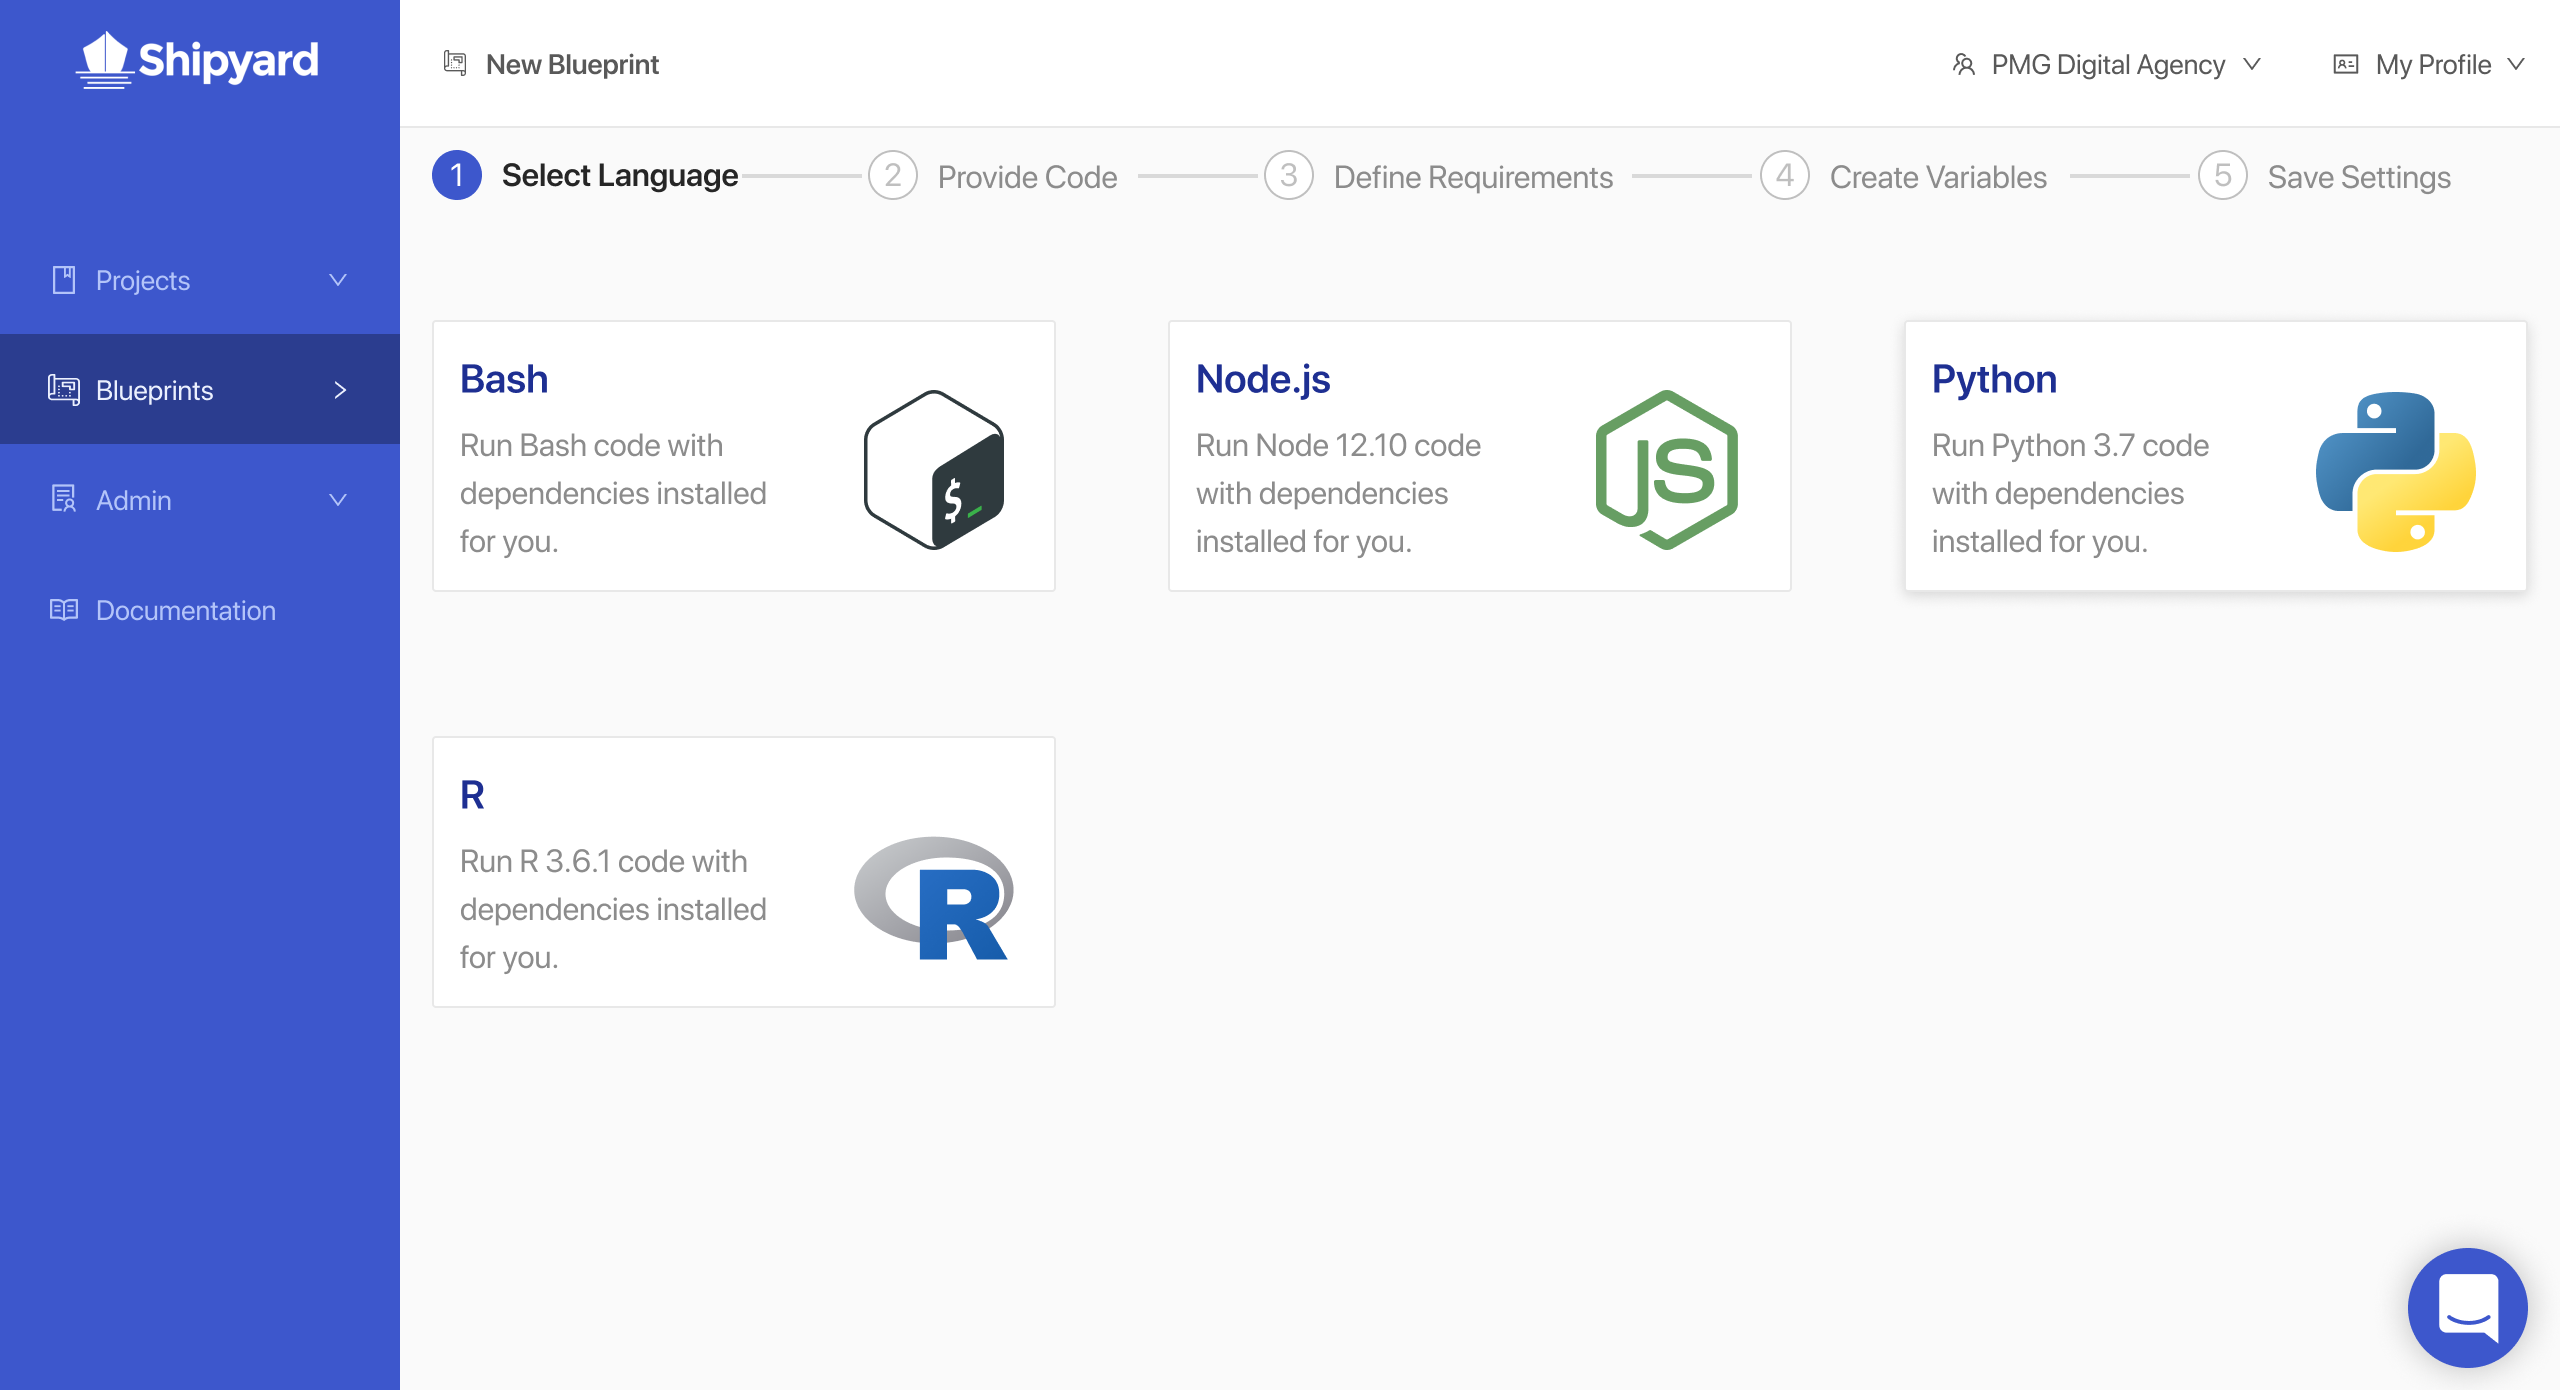 Shipyard
New Blueprint
PMG Digital Agency
My Profile
1 Select Language
2 Provide Code
3 Define Requirements
4 Create Variables
5 Save Settings
Projects
Blueprints
Admin
Documentation
Bash
Run Bash code with
dependencies installed
for you.
$_
Node.js
Run Node 12.10 code
with dependencies
installed for you.
JS
Python
Run Python 3.7 code
with dependencies
installed for you.
R
Run R 3.6.1 code with
dependencies installed
for you.
R